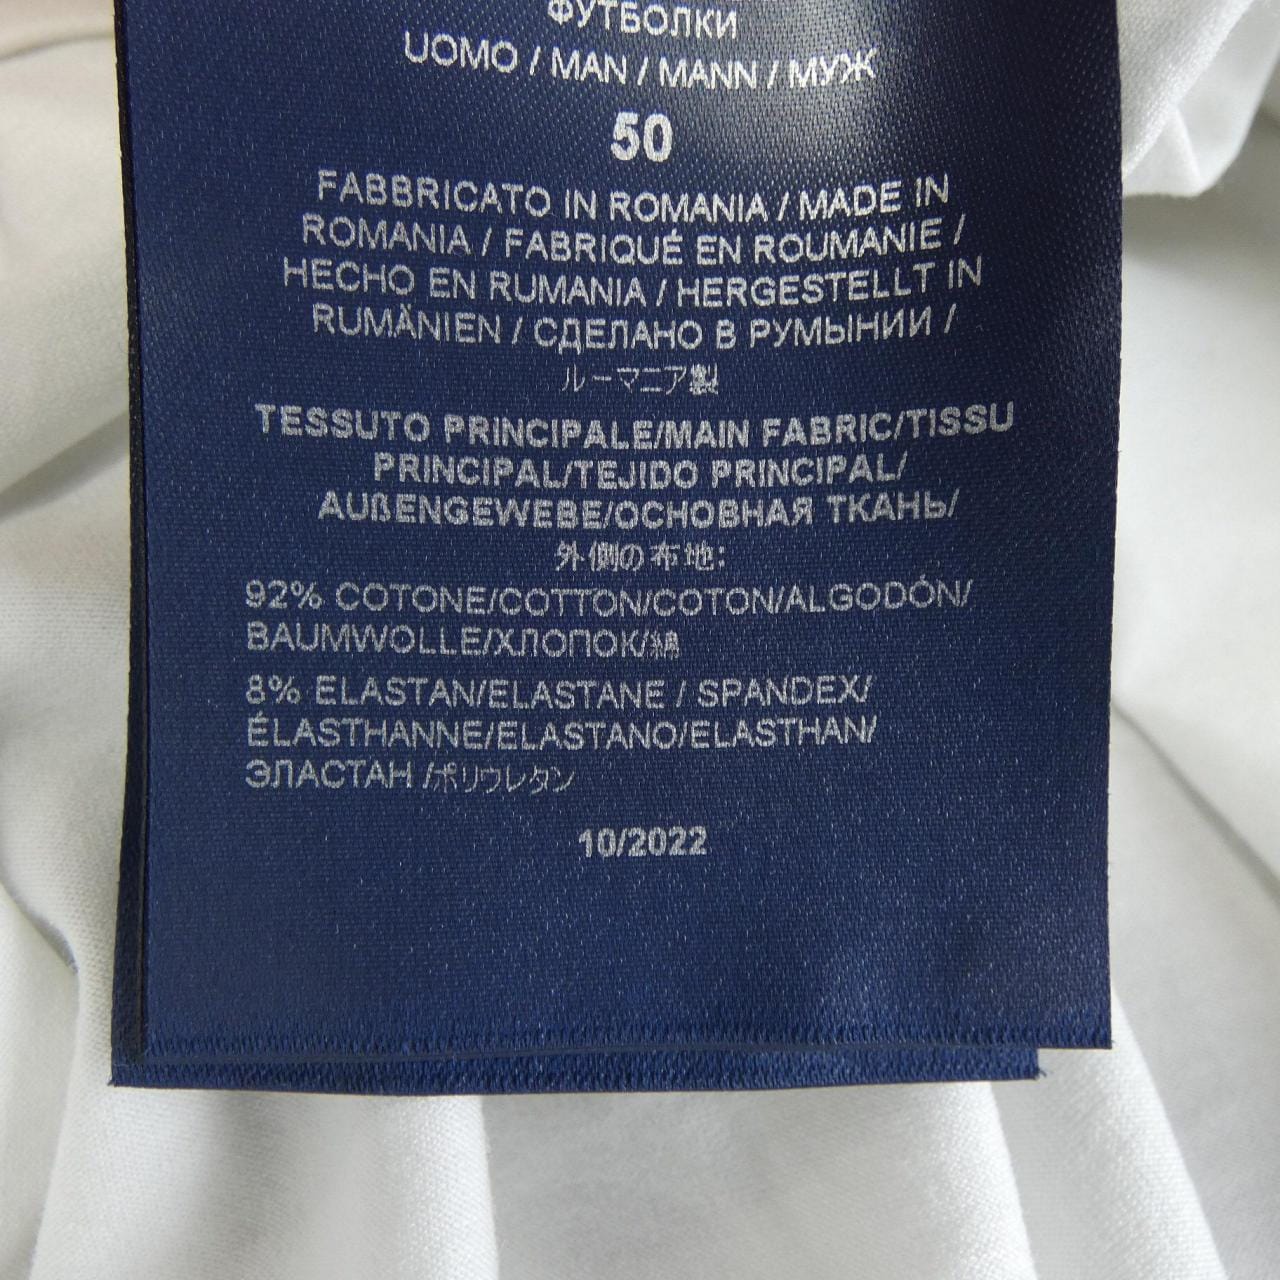 ФУТБОЛКИ
UOMO / MAN / MANN / МУЖ
50
FABBRICATO IN ROMANIA / MADE IN
ROMANIA / FABRIQUÉ EN ROUMANIE /
HECHO EN RUMANIA / HERGESTELLT IN
RUMÄNIEN / СДЕЛАНО В РУМЫНИИ /
ルーマニア製
TESSUTO PRINCIPALE/MAIN FABRIC/TISSU
PRINCIPAL/TEJIDO PRINCIPAL/
AUßENGEWEBE/ОСНОВНАЯ ТКАНЬ/
外側の布地:
92% COTONE/COTTON/COTON/ALGODÓN/
BAUMWOLLE/ХЛОПОК/綿
8% ELASTAN/ELASTANE / SPANDEX/
ÉLASTHANNE/ELASTANO/ELASTHAN/
ЭЛАСТАН /ポリウレタン
10/2022